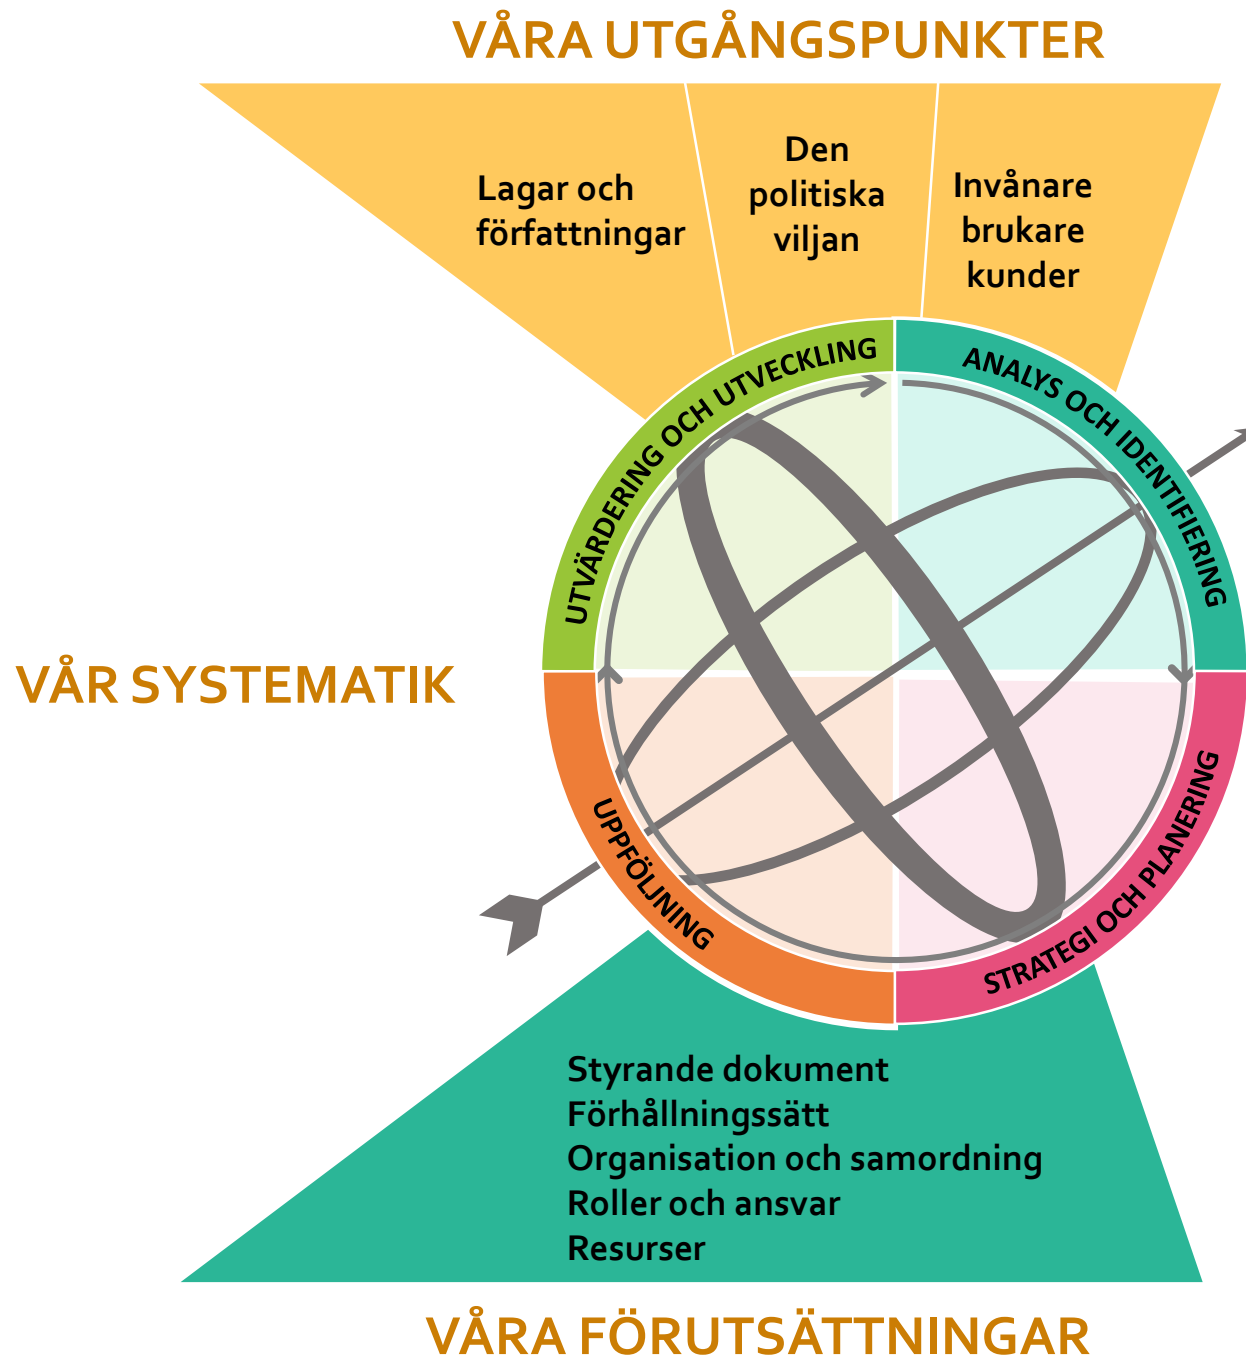 VÅRA UTGÅNGSPUNKTER
Lagar och
författningar
Den
politiska
viljan
Invånare
brukare
kunder
UTVÄRDERING OCH UTVECKLING
ANALYS OCH IDENTIFIERING
VÅR SYSTEMATIK
UPPFÖLJNING
STRATEGI OCH PLANERING
Styrande dokument
Förhållningssätt
Organisation och samordning
Roller och ansvar
Resurser
VÅRA FÖRUTSÄTTNINGAR